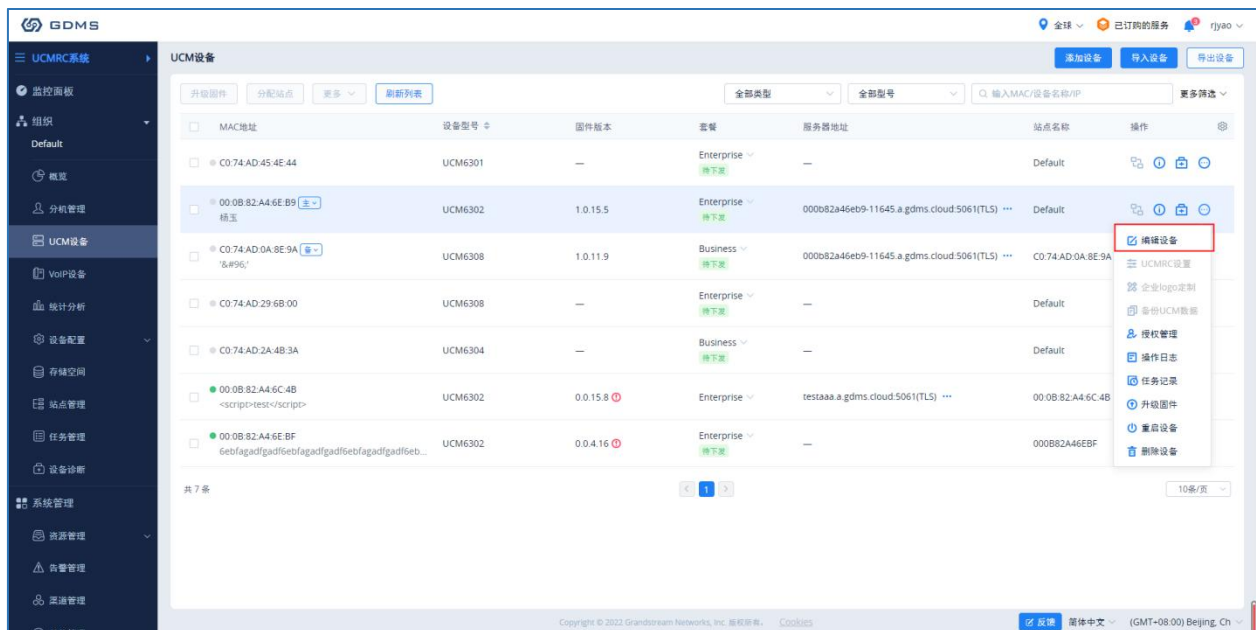 GDMS
全球
已订购的服务
rjyao
UCMRC系统
UCM设备
添加设备
导入设备
导出设备
监控面板
组织
Default
概览
分机管理
UCM设备
VoIP设备
统计分析
设备配置
存储空间
站点管理
任务管理
设备诊断
系统管理
资源管理
告警管理
渠道管理
升级固件 分配站点 更多 刷新列表 全部类型 全部型号 输入MAC/设备名称/IP 更多筛选
MAC地址 设备型号 固件版本 套餐 服务器地址 站点名称 操作
C0:74:AD:45:4E:44 UCM6301 — Enterprise 待下发 — Default
00:0B:82:A4:6E:B9 主 UCM6302 1.0.15.5 Enterprise 待下发 000b82a46eb9-11645.a.gdms.cloud:5061(TLS) ••• Default
杨玉
C0:74:AD:0A:8E:9A 备 UCM6308 1.0.11.9 Business 待下发 000b82a46eb9-11645.a.gdms.cloud:5061(TLS) ••• C0:74:AD:0A:8E:9A
'&#96;'
C0:74:AD:29:6B:00 UCM6308 — Enterprise 待下发 — Default
C0:74:AD:2A:4B:3A UCM6304 — Business 待下发 — Default
00:0B:82:A4:6C:4B UCM6302 0.0.15.8 Enterprise testaaa.a.gdms.cloud:5061(TLS) ••• 00:0B:82:A4:6C:4B
<script>test</script>
00:0B:82:A4:6E:BF UCM6302 0.0.4.16 Enterprise 待下发 — 000B82A46EBF
6ebfagadfgadf6ebfagadfgadf6ebfagadfgadf6eb...
编辑设备
UCMRC设置
企业logo定制
备份UCM数据
授权管理
操作日志
任务记录
升级固件
重启设备
删除设备
共 7 条
1
10条/页
Copyright © 2022 Grandstream Networks, Inc. 版权所有。 Cookies
反馈 简体中文 (GMT+08:00) Beijing, Ch